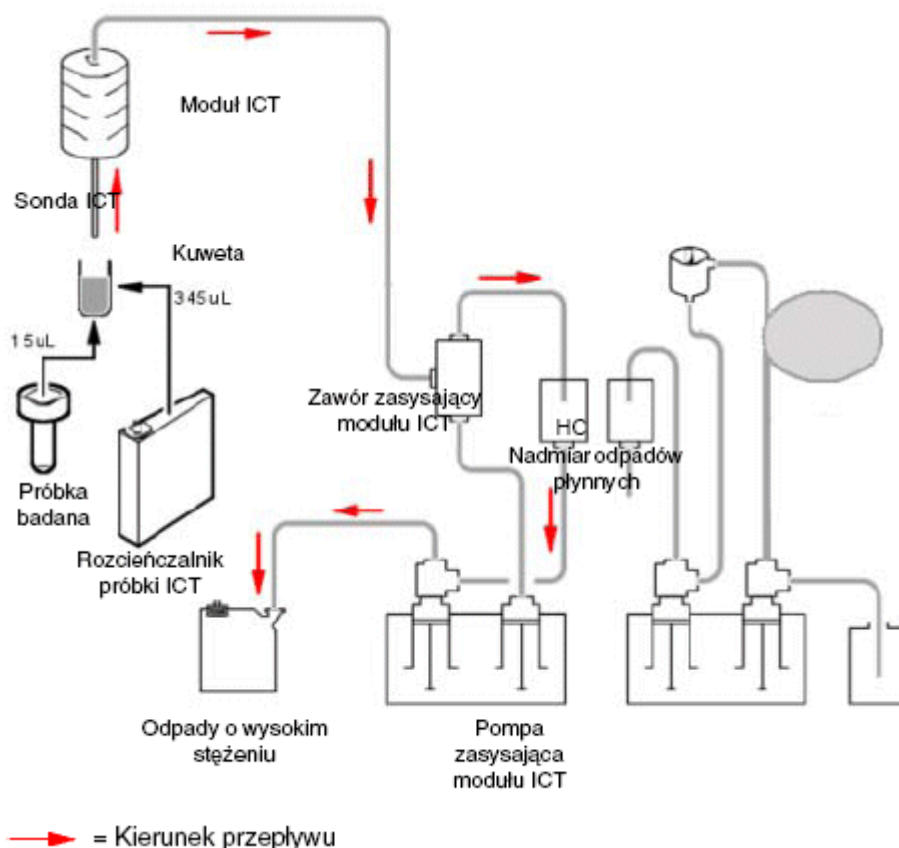 Moduł ICT
Sonda ICT
Kuweta
345uL
15uL
Próbka
badana
Rozcieńczalnik
próbki ICT
Zawór zasysający
modułu ICT
HC
Nadmiar odpadów
płynnych
Odpady o wysokim
stężeniu
Pompa
zasysająca
modułu ICT
= Kierunek przepływu